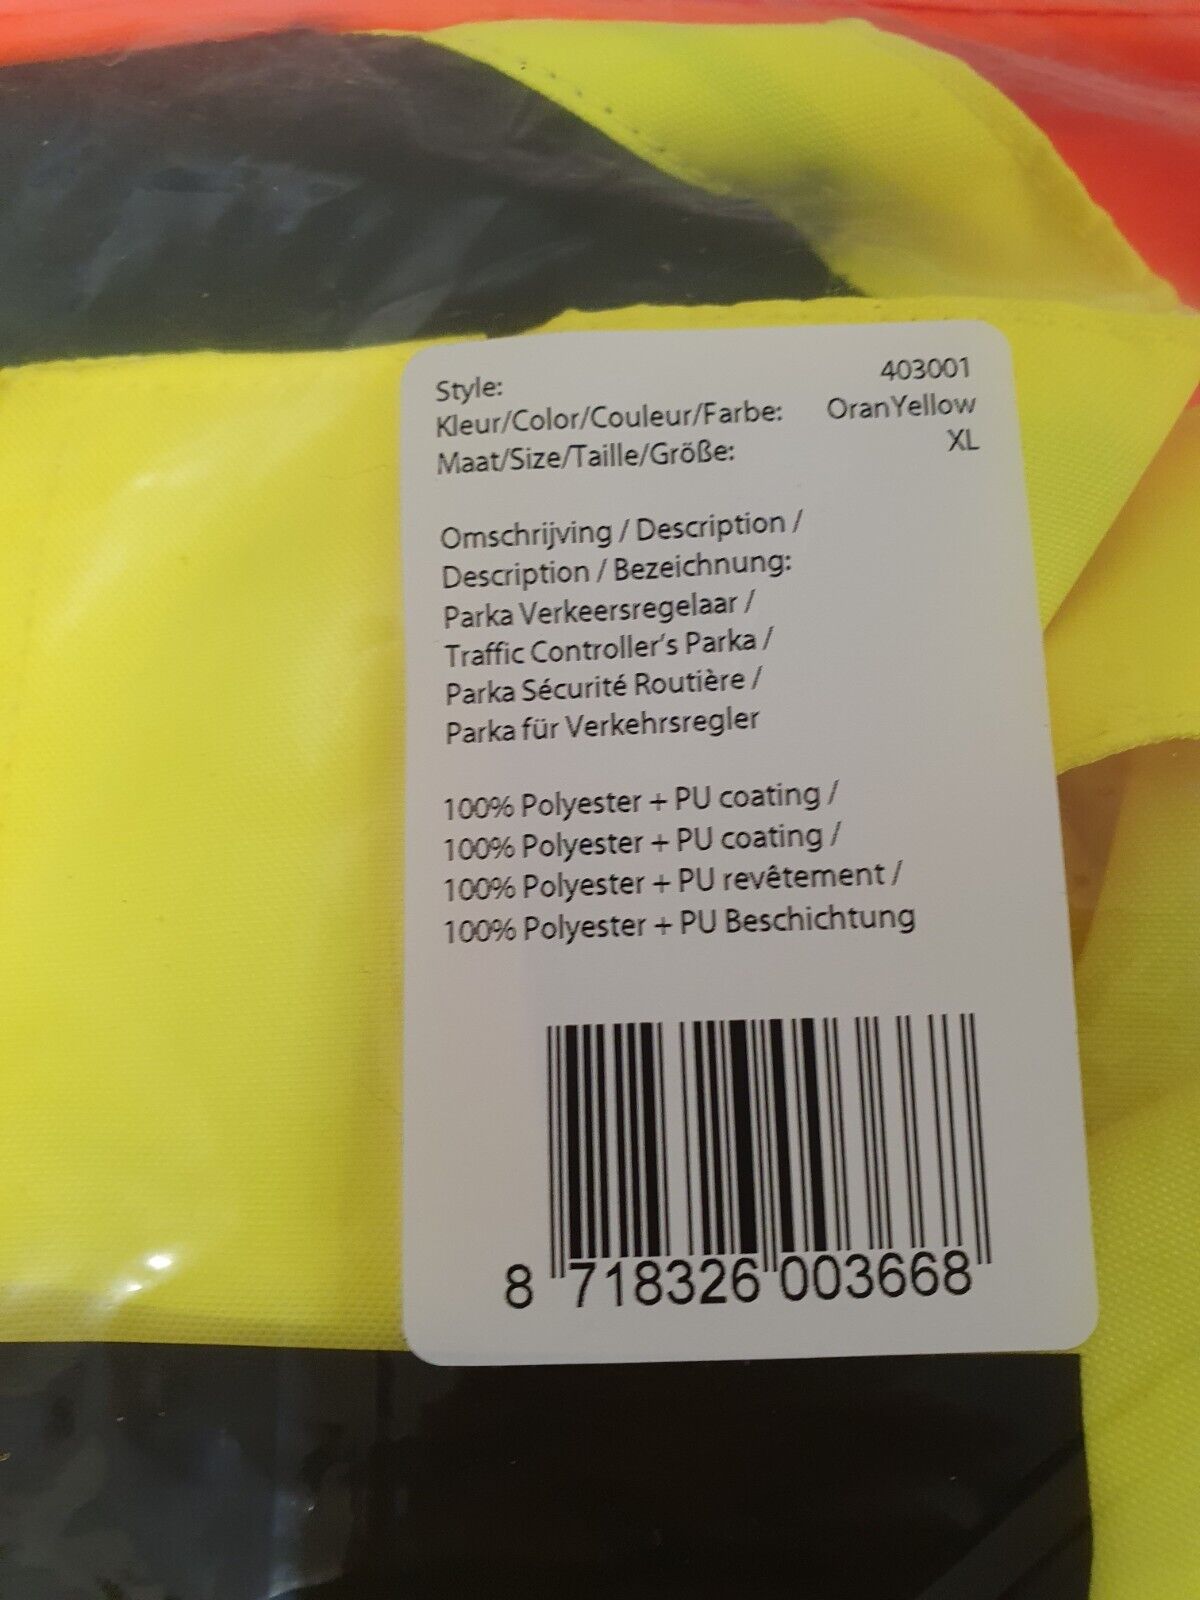 Style: 403001
Kleur/Color/Couleur/Farbe: OranYellow
Maat/Size/Taille/Größe: XL
Omschrijving / Description /
Description / Bezeichnung:
Parka Verkeersregelaar /
Traffic Controller's Parka /
Parka Sécurité Routière /
Parka für Verkehrsregler
100% Polyester + PU coating /
100% Polyester + PU coating /
100% Polyester + PU revêtement /
100% Polyester + PU Beschichtung
8 718326 003668